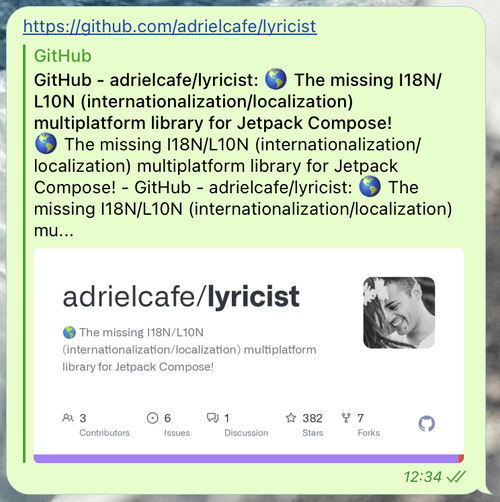 https://github.com/adrielcafe/lyricist
GitHub
GitHub - adrielcafe/lyricist: 🌎 The missing I18N/
L10N (internationalization/localization)
multiplatform library for Jetpack Compose!
🌎 The missing I18N/L10N (internationalization/
localization) multiplatform library for Jetpack
Compose! - GitHub - adrielcafe/lyricist: 🌎 The
missing I18N/L10N (internationalization/localization)
mu...
adrielcafe/lyricist
🌎 The missing I18N/L10N
(internationalization/localization) multiplatform
library for Jetpack Compose!
3 6 1 382 7
Contributors Issues Discussion Stars Forks
12:34